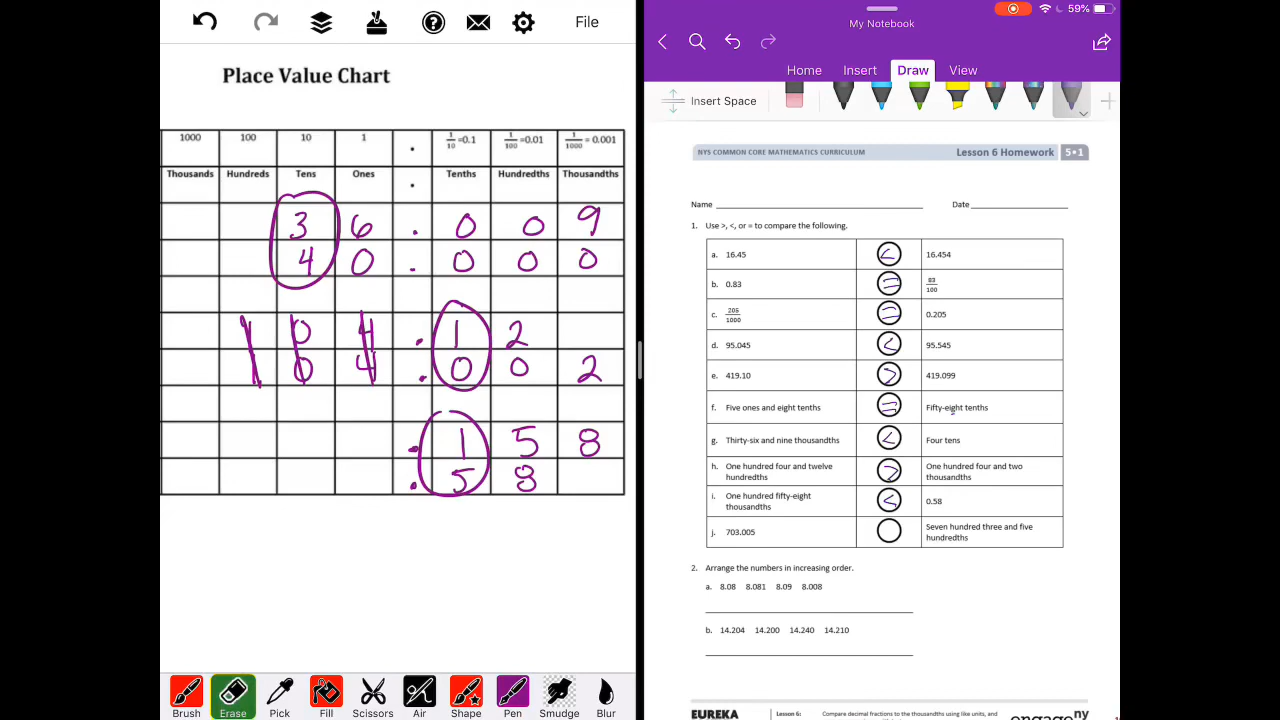 File
Place Value Chart
1000 100 10 1 . 1/10 =0.1 1/100 =0.01 1/1000 = 0.001
Thousands Hundreds Tens Ones . Tenths Hundredths Thousandths
3 6 . 0 0 9
4 0 . 0 0 0
1 0 4 . 1 2
1 0 4 . 0 0 2
. 1 5 8
. 5 8
Brush Erase Pick Fill Scissors Air Shape Pen Smudge Blur
59%
My Notebook
Home Insert Draw View
Insert Space
NYS COMMON CORE MATHEMATICS CURRICULUM Lesson 6 Homework 5•1
Name Date
1. Use >, <, or = to compare the following.
a. 16.45 < 16.454
b. 0.83 = 83/100
c. 205/1000 = 0.205
d. 95.045 < 95.545
e. 419.10 > 419.099
f. Five ones and eight tenths = Fifty-eight tenths
g. Thirty-six and nine thousandths < Four tens
h. One hundred four and twelve
hundredths > One hundred four and two
thousandths
i. One hundred fifty-eight
thousandths < 0.58
j. 703.005 Seven hundred three and five
hundredths
2. Arrange the numbers in increasing order.
a. 8.08 8.081 8.09 8.008
b. 14.204 14.200 14.240 14.210
EUREKA Lesson 6: Compare decimal fractions to the thousandths using like units, and
engage ny